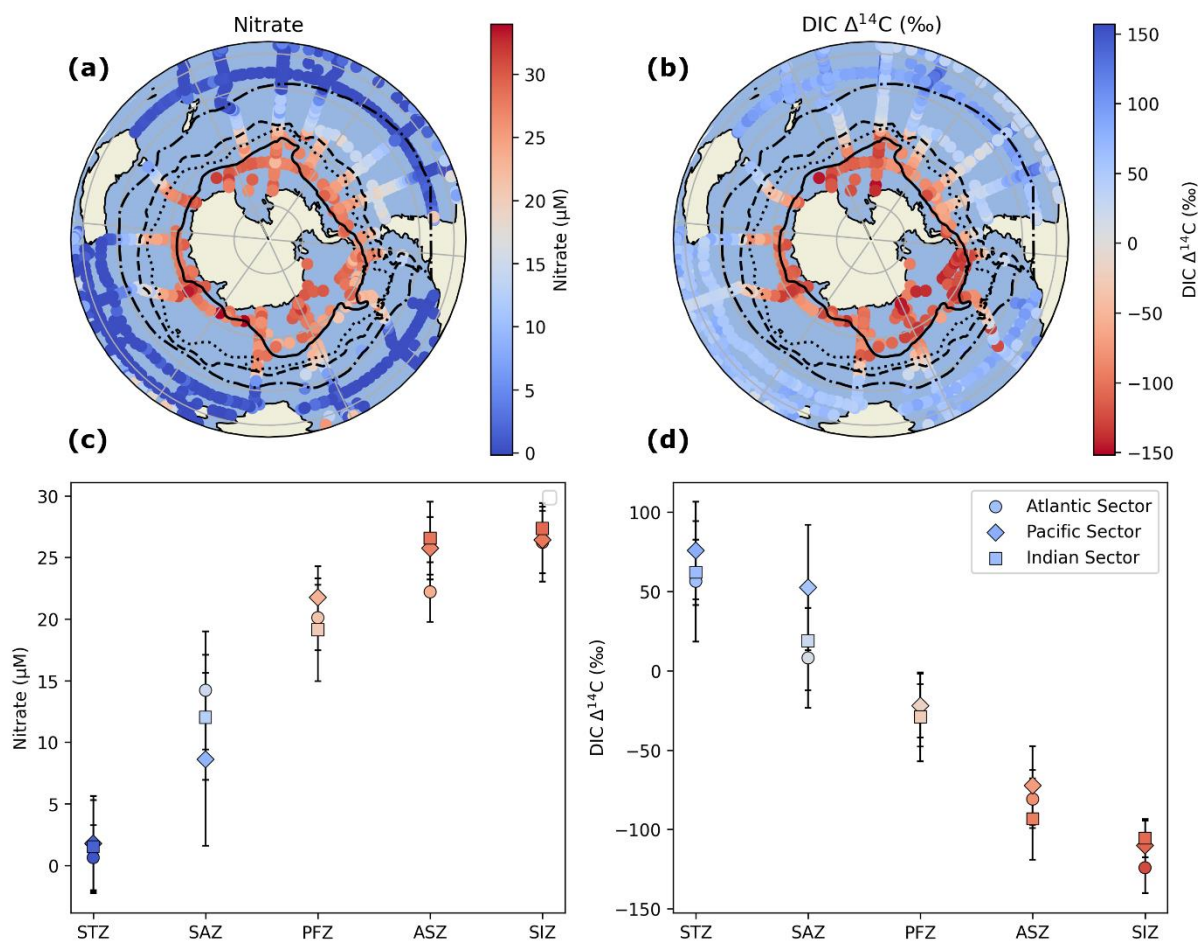 Nitrate
DIC Δ¹⁴C (‰)
(a)
(b)
30
25
20
15
10
5
0
Nitrate (μM)
150
100
50
0
−50
−100
−150
DIC Δ¹⁴C (‰)
(c)
(d)
30
25
20
15
10
5
0
Nitrate (μM)
STZ
SAZ
PFZ
ASZ
SIZ
100
50
0
−50
−100
−150
DIC Δ¹⁴C (‰)
Atlantic Sector
Pacific Sector
Indian Sector
STZ
SAZ
PFZ
ASZ
SIZ